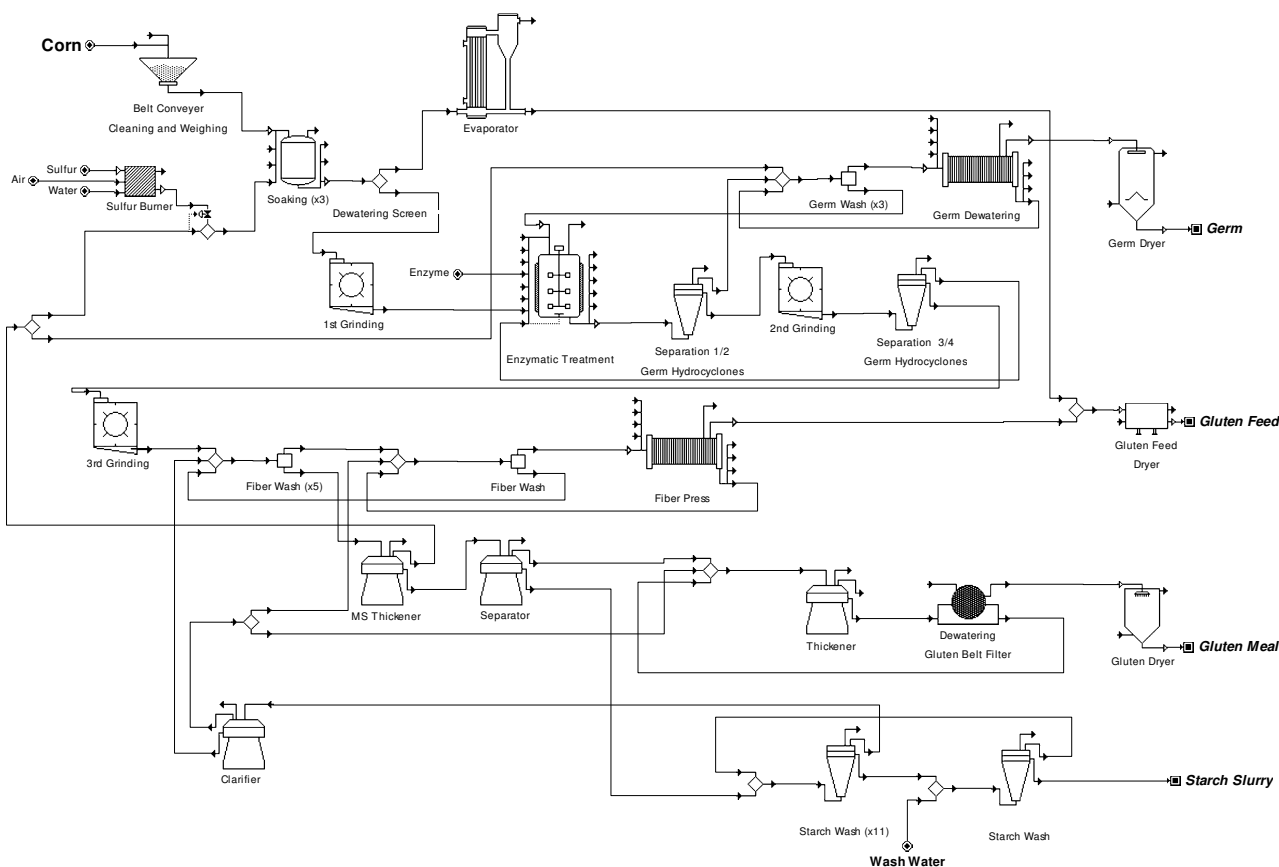 Corn
Belt Conveyer
Cleaning and Weighing
Evaporator
Sulfur
Air
Water
Sulfur Burner
Soaking (x3)
Dewatering Screen
Germ Wash (x3)
Germ Dewatering
Germ Dryer
Germ
Enzyme
1st Grinding
2nd Grinding
Enzymatic Treatment
Separation 1/2
Germ Hydrocyclones
Separation 3/4
Germ Hydrocyclones
3rd Grinding
Fiber Wash (x5)
Fiber Wash
Fiber Press
Gluten Feed
Dryer
Gluten Feed
MS Thickener
Separator
Thickener
Dewatering
Gluten Belt Filter
Gluten Dryer
Gluten Meal
Clarifier
Starch Wash (x11)
Starch Wash
Starch Slurry
Wash Water